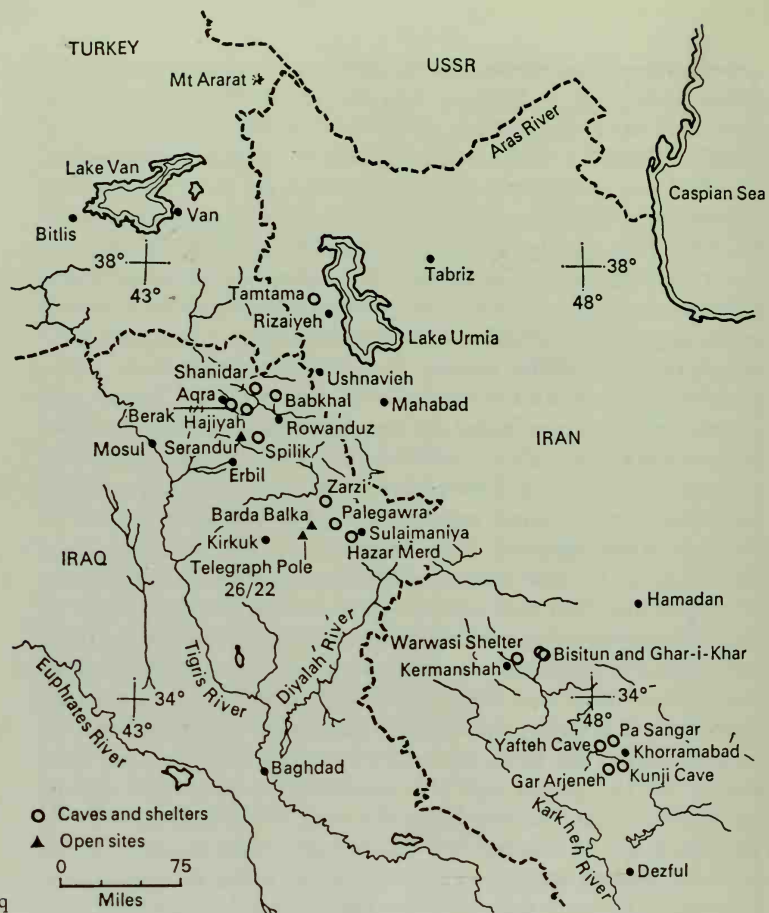 TURKEY
USSR
Mt Ararat
Aras River
Lake Van
Caspian Sea
Van
Bitlis
38°
43°
Tabriz
38°
48°
Tamtama
Rizaiyeh
Lake Urmia
Shanidar
Ushnavieh
Aqra
Babkhal
Mahabad
Berak
Hajiyah
Rowanduz
IRAN
Mosul
Serandur
Spilik
Erbil
Zarzi
Barda Balka
Palegawra
Sulaimaniya
Kirkuk
Hazar Merd
IRAQ
Telegraph Pole
26/22
Hamadan
Diyalah River
Warwasi Shelter
Bisitun and Ghar-i-Khar
Kermanshah
Euphrates River
Tigris River
34°
43°
34°
48°
Pa Sangar
Yafteh Cave
Khorramabad
Baghdad
Gar Arjeneh
Kunji Cave
Karkheh River
Caves and shelters
Open sites
0 75
Miles
Dezful
q